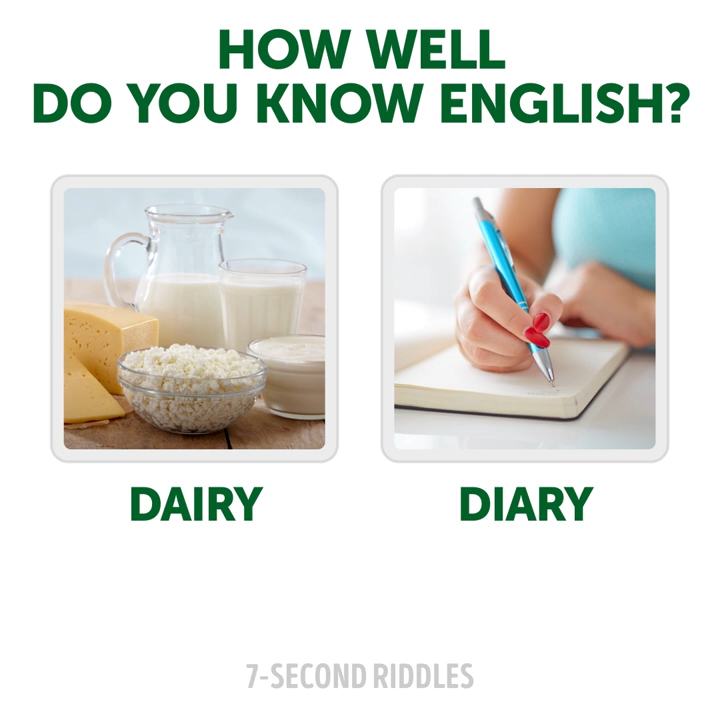 HOW WELL
DO YOU KNOW ENGLISH?
DAIRY
DIARY
7-SECOND RIDDLES